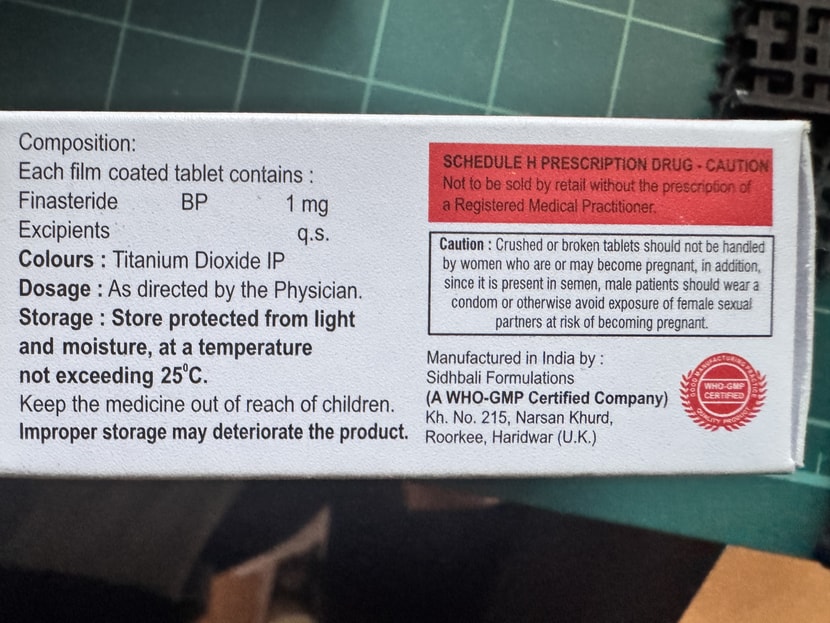 Composition:
Each film coated tablet contains :
Finasteride BP 1 mg
Excipients q.s.
Colours : Titanium Dioxide IP
Dosage : As directed by the Physician.
Storage : Store protected from light
and moisture, at a temperature
not exceeding 25⁰C.
Keep the medicine out of reach of children.
Improper storage may deteriorate the product.
SCHEDULE H PRESCRIPTION DRUG - CAUTION
Not to be sold by retail without the prescription of
a Registered Medical Practitioner.
Caution : Crushed or broken tablets should not be handled
by women who are or may become pregnant, in addition,
since it is present in semen, male patients should wear a
condom or otherwise avoid exposure of female sexual
partners at risk of becoming pregnant.
Manufactured in India by :
Sidhbali Formulations
(A WHO-GMP Certified Company)
Kh. No. 215, Narsan Khurd,
Roorkee, Haridwar (U.K.)
GOOD MANUFACTURING PRACTICE
WHO-GMP
CERTIFIED
QUALITY PRODUCT